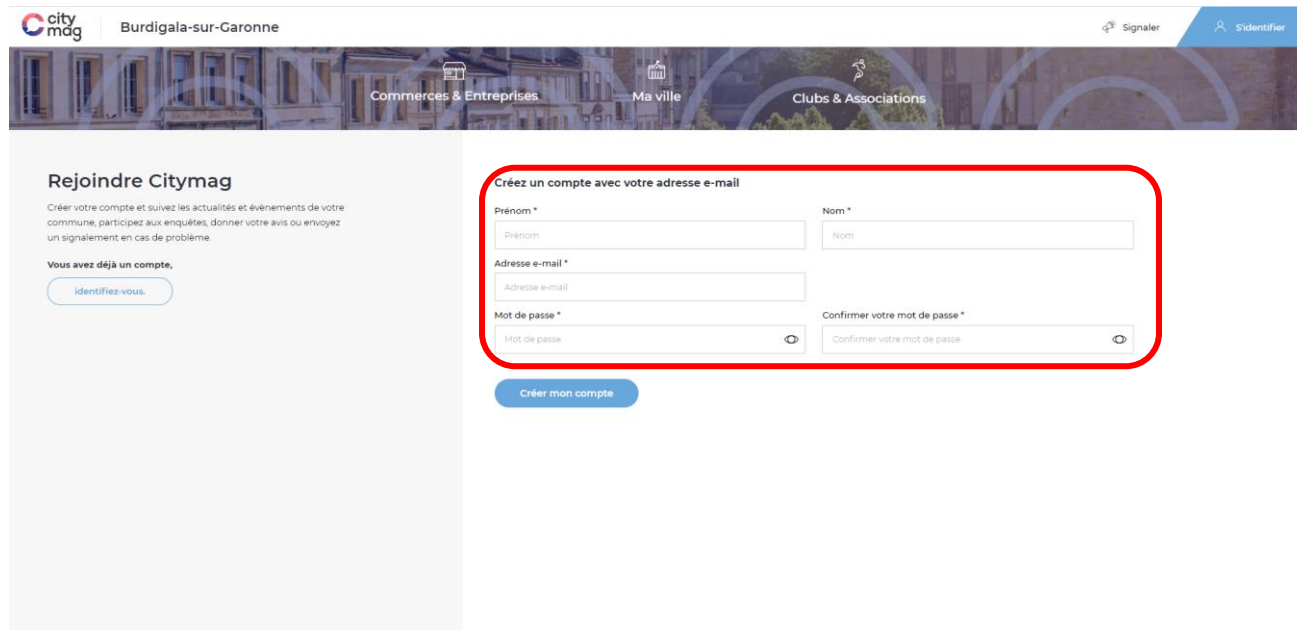 city
mag
Burdigala-sur-Garonne
Signaler
S'identifier
Commerces & Entreprises
Ma ville
Clubs & Associations
Rejoindre Citymag
Créer votre compte et suivez les actualités et évènements de votre
commune, participez aux enquêtes, donner votre avis ou envoyez
un signalement en cas de problème.
Vous avez déjà un compte,
identifiez-vous.
Créez un compte avec votre adresse e-mail
Prénom *
Nom *
Prénom
Nom
Adresse e-mail *
Adresse e-mail
Mot de passe *
Confirmer votre mot de passe *
Mot de passe
Confirmer votre mot de passe
Créer mon compte